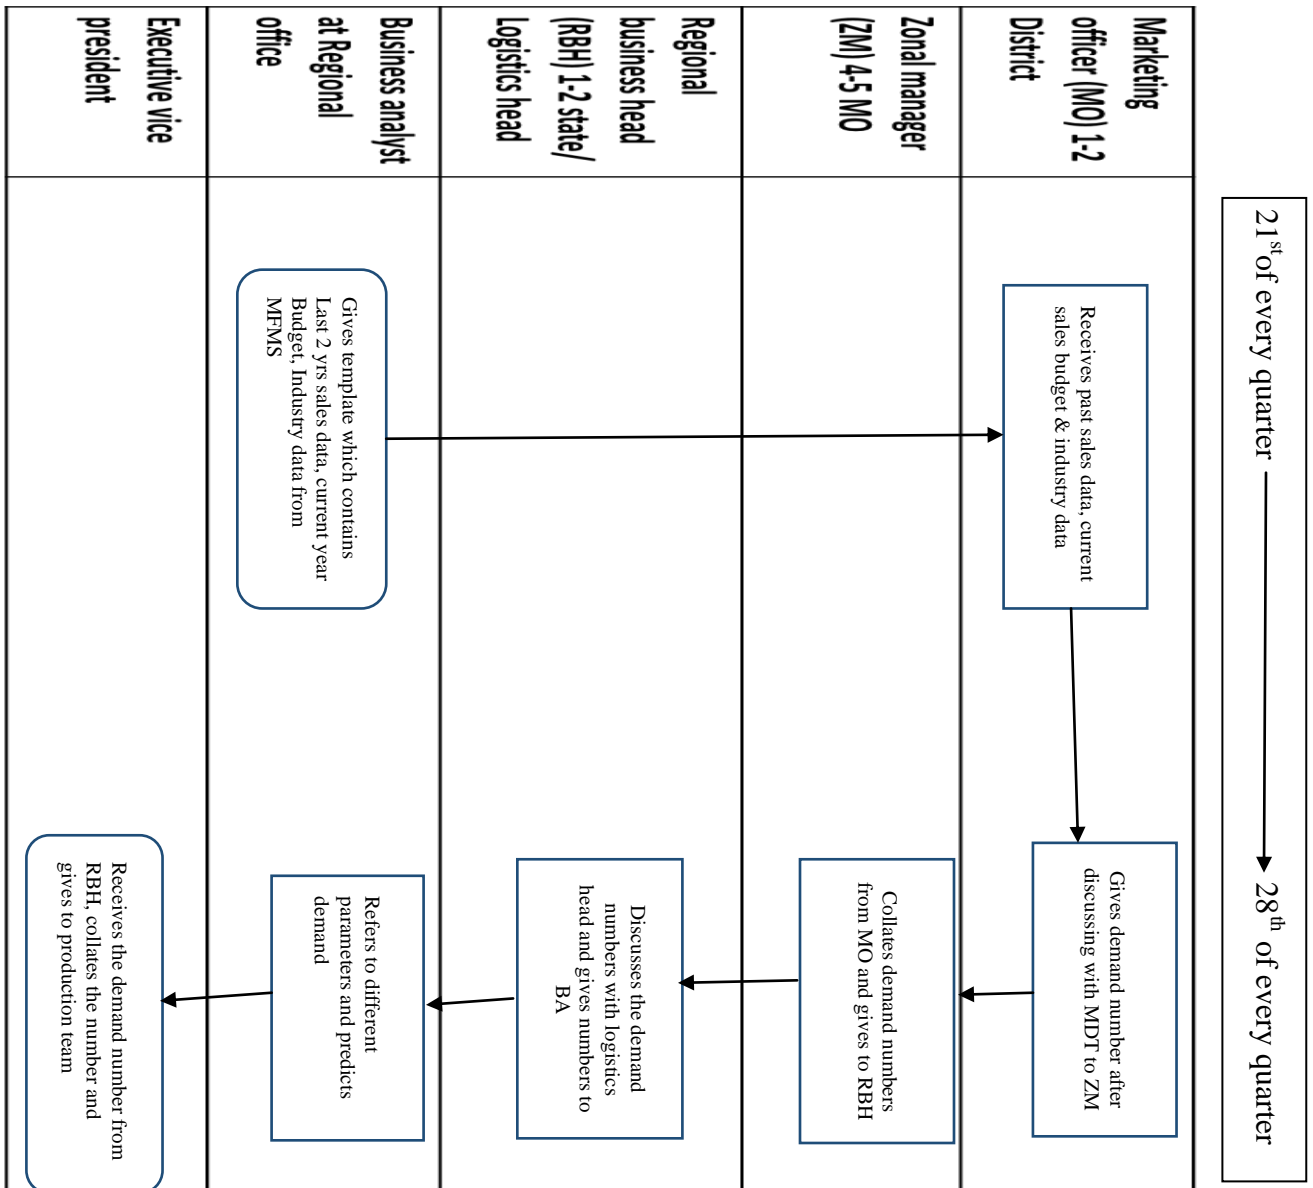 21st of every quarter
28th of every quarter
Marketing
officer (MO) 1-2
District
Receives past sales data, current
sales budget & industry data
Gives demand number after
discussing with MDT to ZM
Zonal manager
(ZM) 4-5 MO
Collates demand numbers
from MO and gives to RBH
Regional
business head
(RBH) 1-2 state/
Logistics head
Discusses the demand
numbers with logistics
head and gives numbers to
BA
Business analyst
at Regional
office
Gives template which contains
Last 2 yrs sales data, current year
Budget, Industry data from
MFMS
Refers to different
parameters and predicts
demand
Executive vice
president
Receives the demand number from
RBH, collates the number and
gives to production team